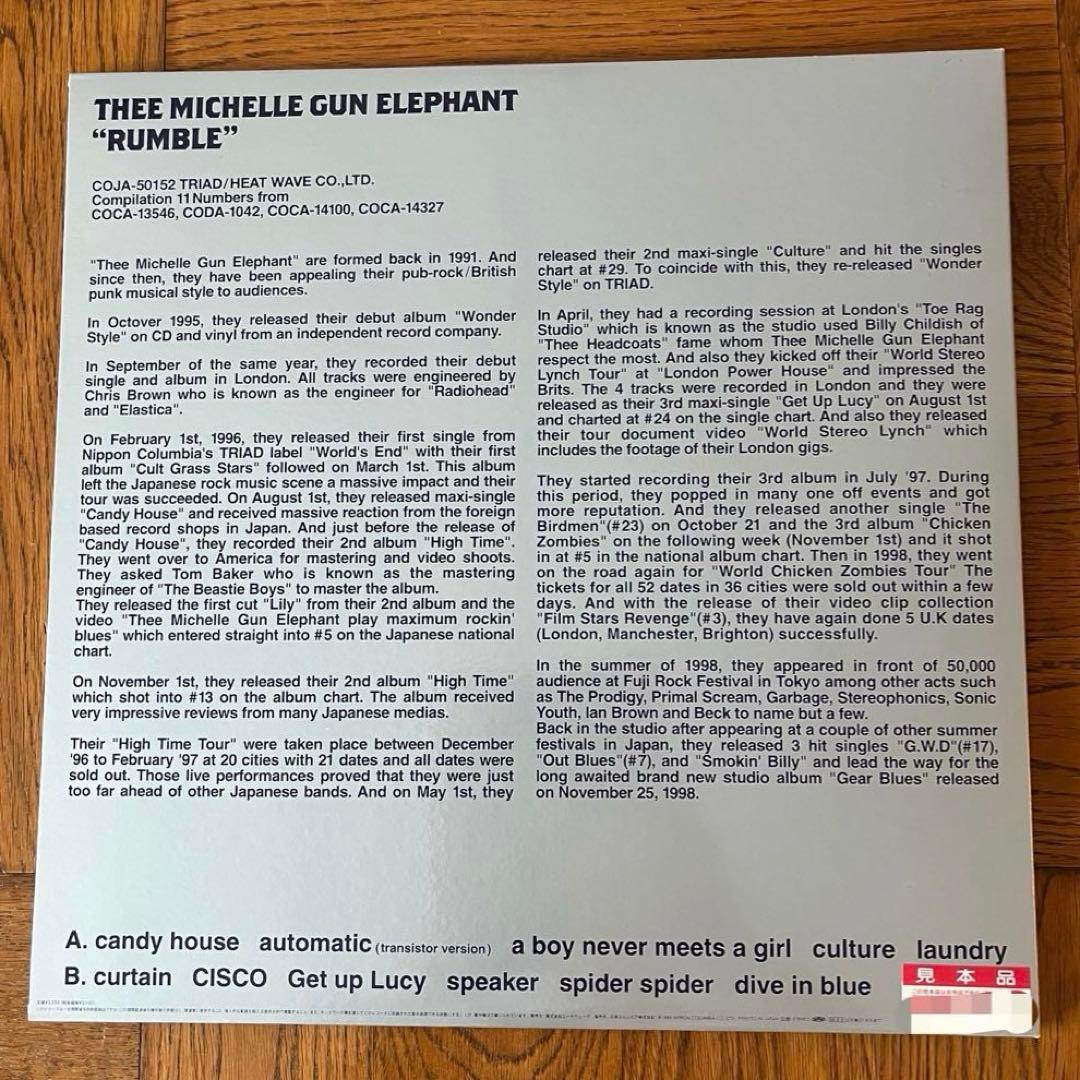 THEE MICHELLE GUN ELEPHANT
“RUMBLE”
COJA-50152 TRIAD/HEAT WAVE CO.,LTD.
Compilation 11 Numbers from
COCA-13546, CODA-1042, COCA-14100, COCA-14327
"Thee Michelle Gun Elephant" are formed back in 1991. And
since then, they have been appealing their pub-rock/British
punk musical style to audiences.
In Octover 1995, they released their debut album "Wonder
Style" on CD and vinyl from an independent record company.
In September of the same year, they recorded their debut
single and album in London. All tracks were engineered by
Chris Brown who is known as the engineer for "Radiohead"
and "Elastica".
On February 1st, 1996, they released their first single from
Nippon Columbia's TRIAD label "World's End" with their first
album "Cult Grass Stars" followed on March 1st. This album
left the Japanese rock music scene a massive impact and their
tour was succeeded. On August 1st, they released maxi-single
"Candy House" and received massive reaction from the foreign
based record shops in Japan. And just before the release of
"Candy House", they recorded their 2nd album "High Time".
They went over to America for mastering and video shoots.
They asked Tom Baker who is known as the mastering
engineer of "The Beastie Boys" to master the album.
They released the first cut "Lily" from their 2nd album and the
video "Thee Michelle Gun Elephant play maximum rockin'
blues" which entered straight into #5 on the Japanese national
chart.
On November 1st, they released their 2nd album "High Time"
which shot into #13 on the album chart. The album received
very impressive reviews from many Japanese medias.
Their "High Time Tour" were taken place between December
'96 to February '97 at 20 cities with 21 dates and all dates were
sold out. Those live performances proved that they were just
too far ahead of other Japanese bands. And on May 1st, they
released their 2nd maxi-single "Culture" and hit the singles
chart at #29. To coincide with this, they re-released "Wonder
Style" on TRIAD.
In April, they had a recording session at London's "Toe Rag
Studio" which is known as the studio used Billy Childish of
"Thee Headcoats" fame whom Thee Michelle Gun Elephant
respect the most. And also they kicked off their "World Stereo
Lynch Tour" at "London Power House" and impressed the
Brits. The 4 tracks were recorded in London and they were
released as their 3rd maxi-single "Get Up Lucy" on August 1st
and charted at #24 on the single chart. And also they released
their tour document video "World Stereo Lynch" which
includes the footage of their London gigs.
They started recording their 3rd album in July '97. During
this period, they popped in many one off events and got
more reputation. And they released another single "The
Birdmen"(#23) on October 21 and the 3rd album "Chicken
Zombies" on the following week (November 1st) and it shot
in at #5 in the national album chart. Then in 1998, they went
on the road again for "World Chicken Zombies Tour" The
tickets for all 52 dates in 36 cities were sold out within a few
days. And with the release of their video clip collection
"Film Stars Revenge"(#3), they have again done 5 U.K dates
(London, Manchester, Brighton) successfully.
In the summer of 1998, they appeared in front of 50,000
audience at Fuji Rock Festival in Tokyo among other acts such
as The Prodigy, Primal Scream, Garbage, Stereophonics, Sonic
Youth, Ian Brown and Beck to name but a few.
Back in the studio after appearing at a couple of other summer
festivals in Japan, they released 3 hit singles "G.W.D"(#17),
"Out Blues"(#7), and "Smokin' Billy" and lead the way for the
long awaited brand new studio album "Gear Blues" released
on November 25, 1998.
A. candy house automatic (transistor version) a boy never meets a girl culture laundry
B. curtain CISCO Get up Lucy speaker spider spider dive in blue
見本品